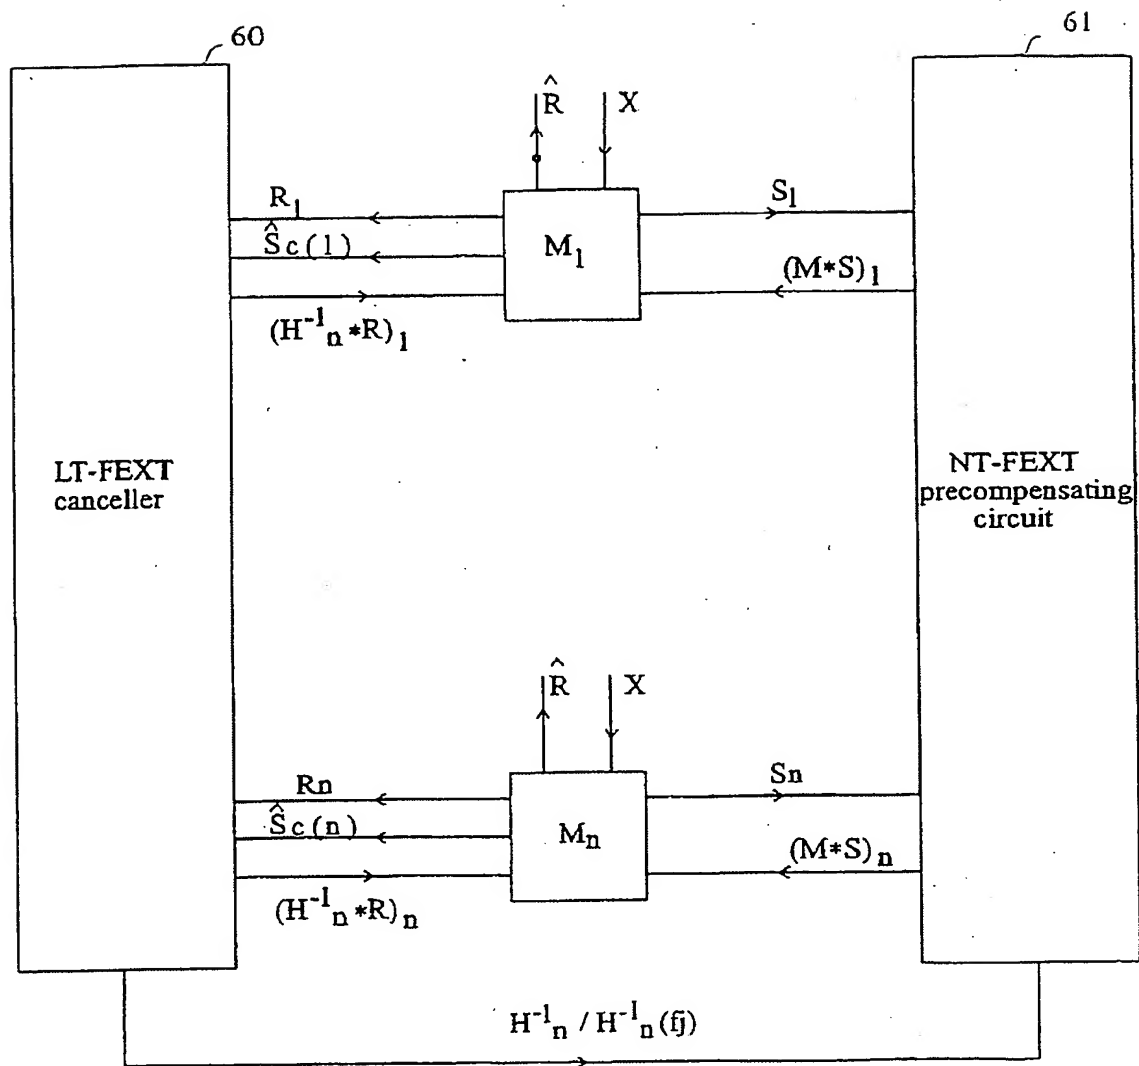 60
61
R̂ X
R₁
Ŝc(1)
M₁
S₁
(M*S)₁
(H⁻¹ₙ*R)₁
LT-FEXT
canceller
NT-FEXT
precompensating
circuit
R̂ X
Rn
Ŝc(n)
Mₙ
Sn
(M*S)ₙ
(H⁻¹ₙ*R)ₙ
H⁻¹ₙ / H⁻¹ₙ(fj)